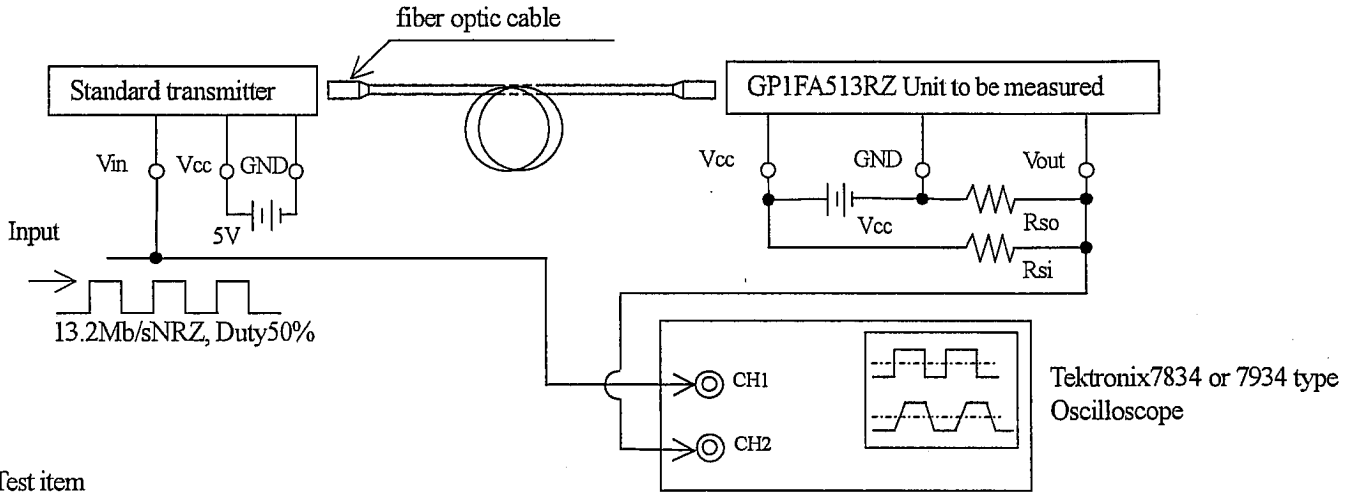 fiber optic cable
Standard transmitter
GP1FA513RZ Unit to be measured
Vin
Vcc
GND
Vcc
GND
Vout
5V
Vcc
Rso
Rsi
Input
13.2Mb/sNRZ, Duty50%
CH1
CH2
Tektronix7834 or 7934 type
Oscilloscope
Test item